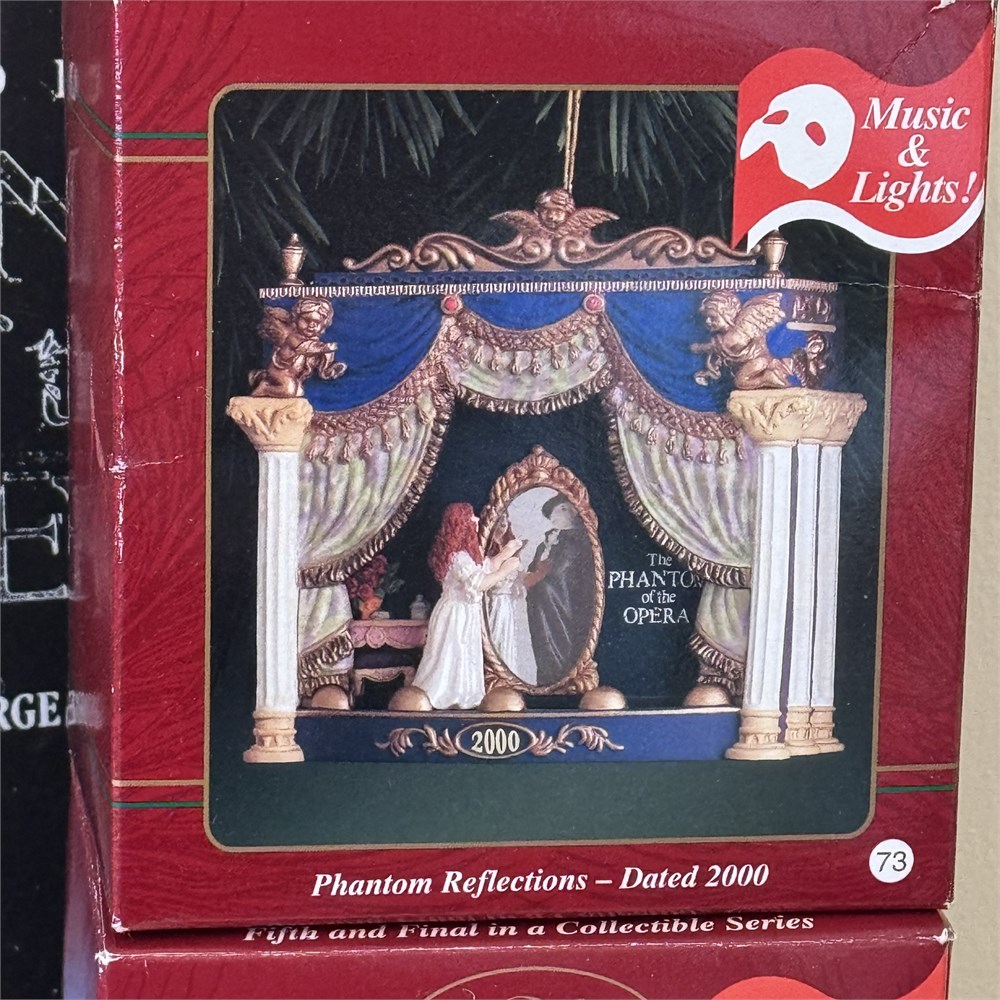 Music
&
Lights!
The
PHANTO
of the
OPERA
2000
73
Phantom Reflections – Dated 2000
Fifth and Final in a Collectible Series
RGE
E